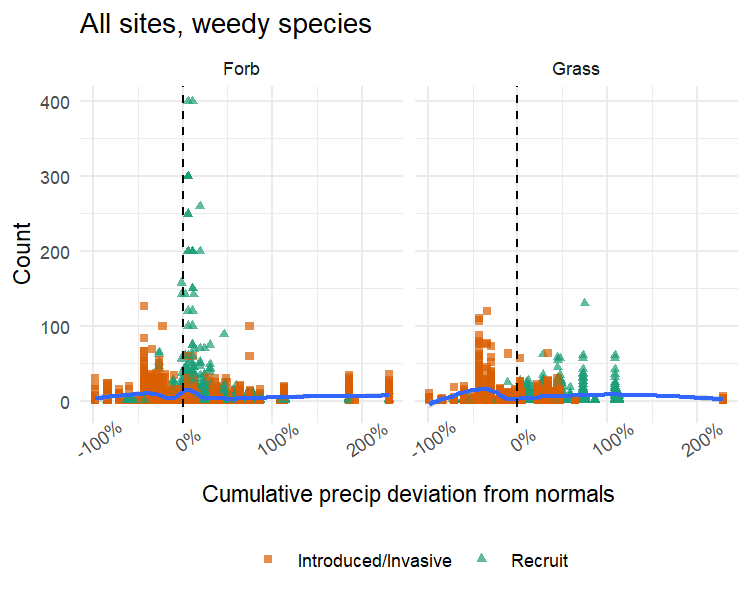 All sites, weedy species
Forb
Grass
400
300
200
100
0
Count
-100%
0%
100%
200%
-100%
0%
100%
200%
Cumulative precip deviation from normals
Introduced/Invasive
Recruit